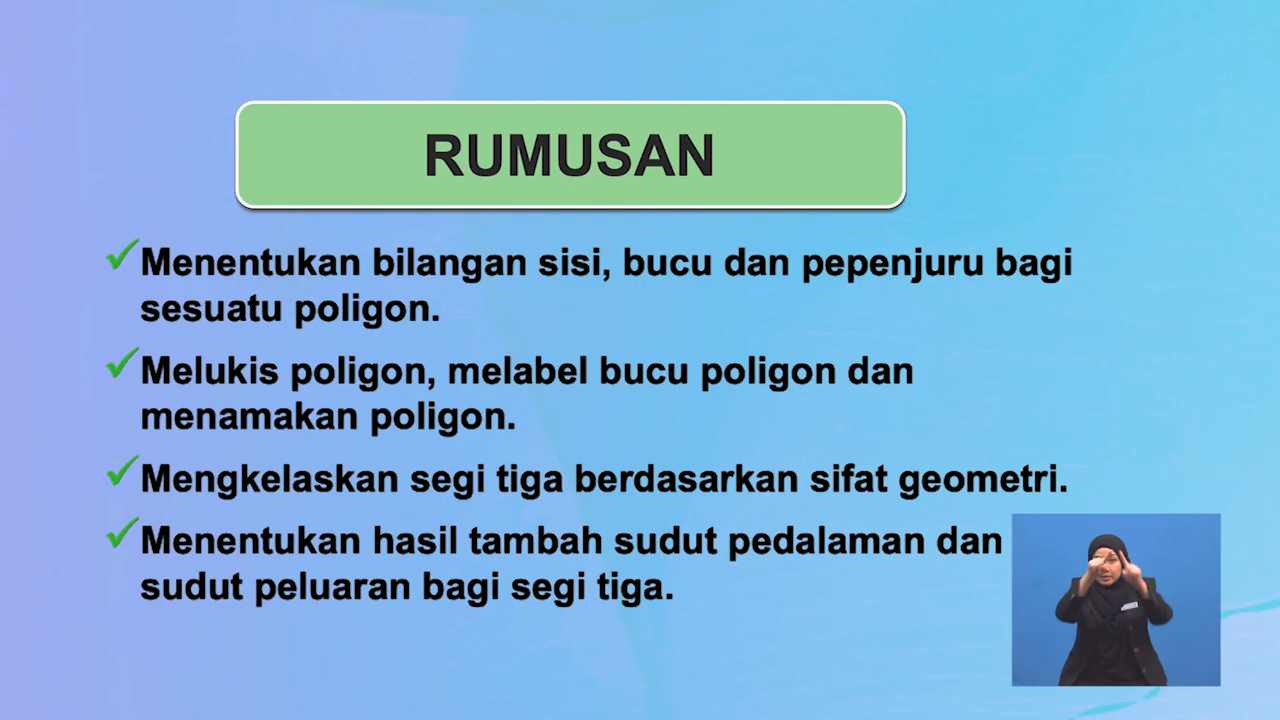 RUMUSAN
Menentukan bilangan sisi, bucu dan pepenjuru bagi
sesuatu poligon.
Melukis poligon, melabel bucu poligon dan
menamakan poligon.
Mengkelaskan segi tiga berdasarkan sifat geometri.
Menentukan hasil tambah sudut pedalaman dan
sudut peluaran bagi segi tiga.